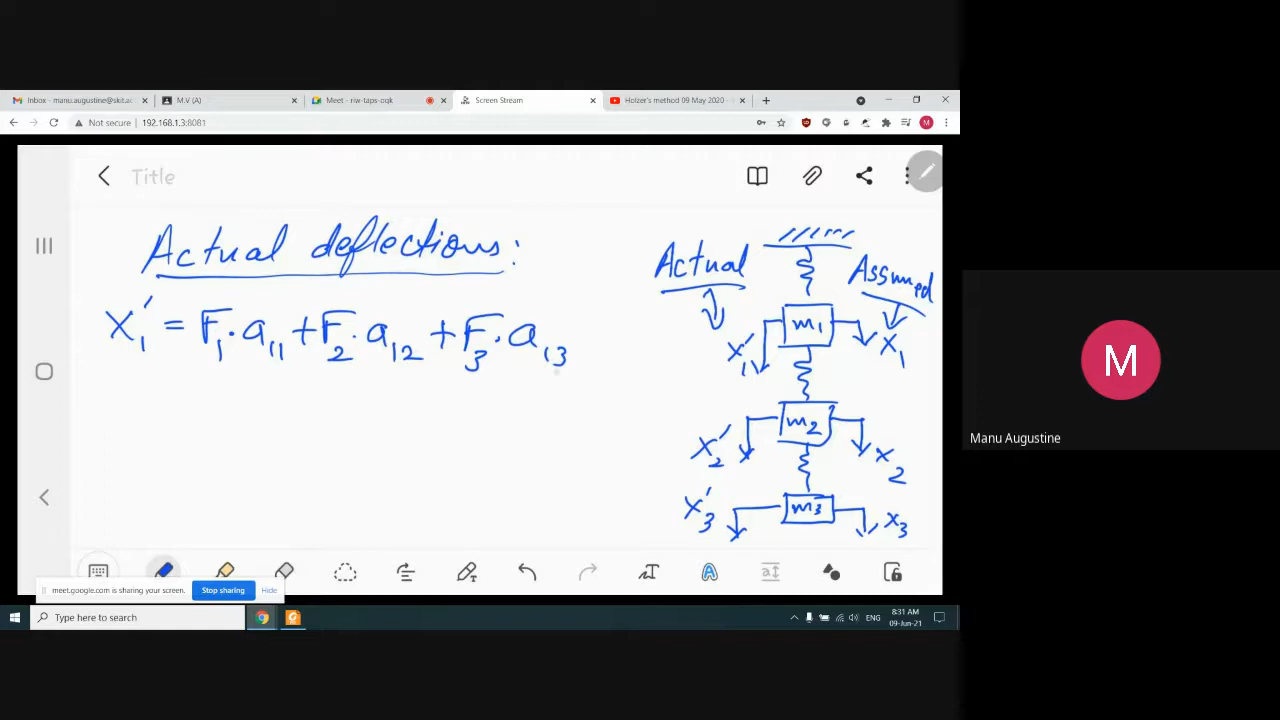 Inbox - manu.augustine@skit.a
M.V (A)
Meet - riw-taps-oqk
Screen Stream
Holzer's method 09 May 2020 -
Not secure | 192.168.1.3:8081
Title
Actual deflections:
X₁' = F₁·a₁₁ + F₂·a₁₂ + F₃·a₁₃
Actual
Assumed
m₁
X₁'
X₁
m₂
X₂'
X₂
m₃
X₃'
X₃
M
Manu Augustine
meet.google.com is sharing your screen.
Stop sharing
Hide
Type here to search
ENG
8:31 AM
09-Jun-21